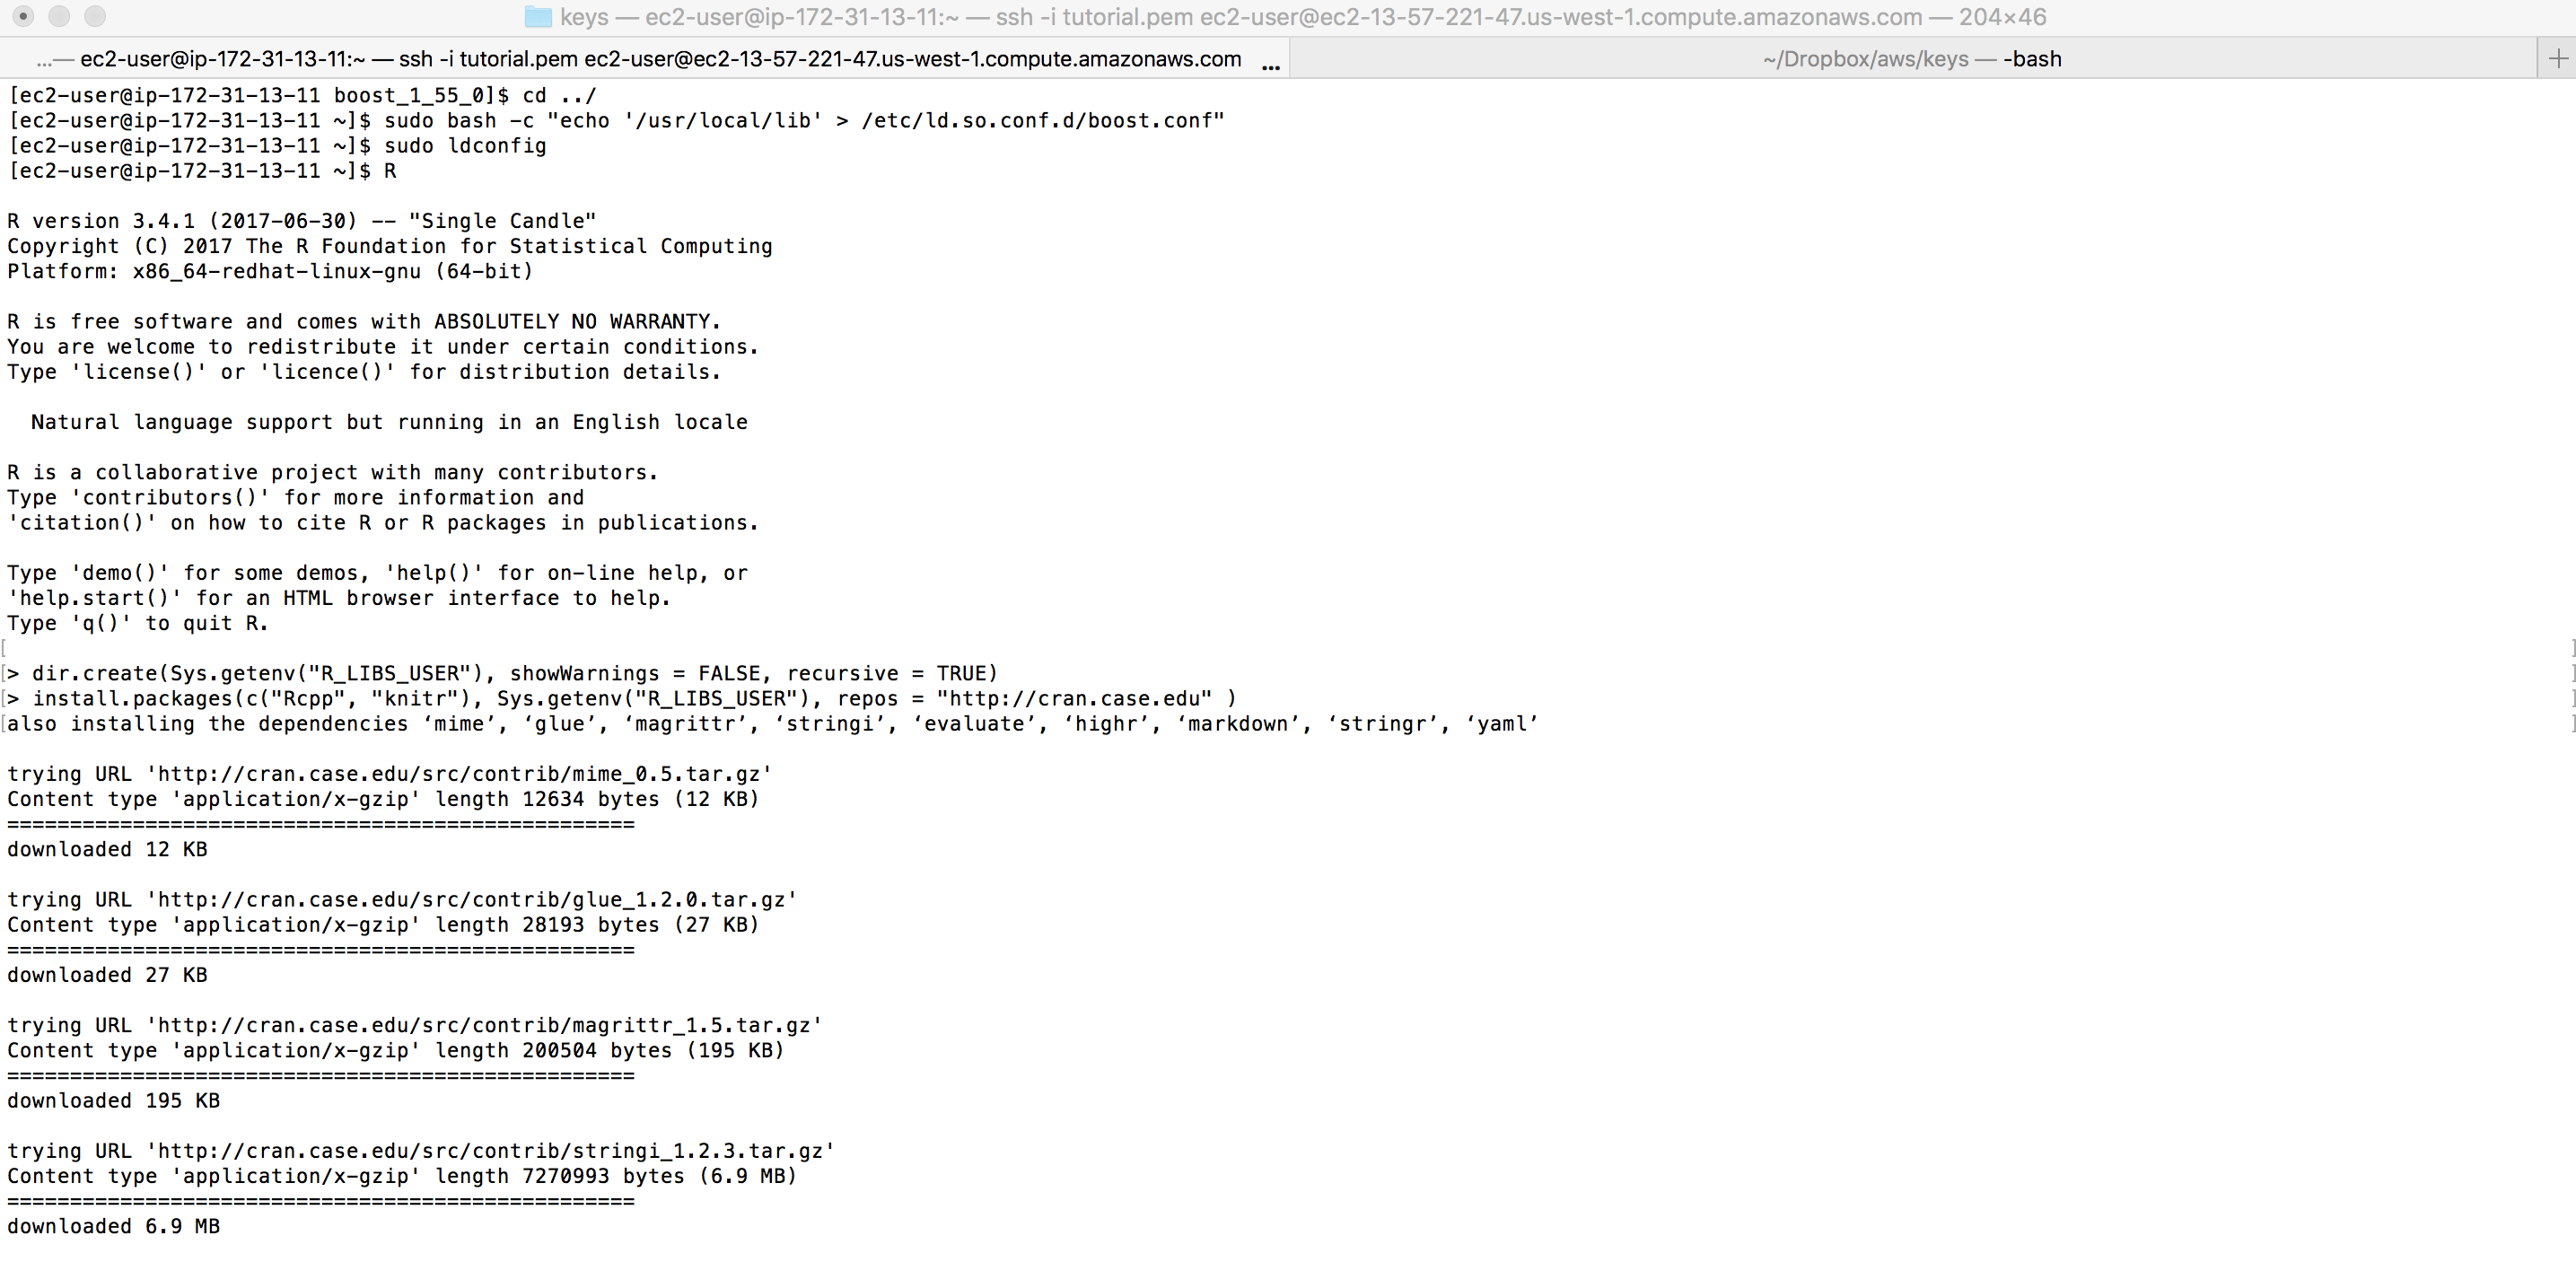 keys — ec2-user@ip-172-31-13-11:~ — ssh -i tutorial.pem ec2-user@ec2-13-57-221-47.us-west-1.compute.amazonaws.com — 204×46
...— ec2-user@ip-172-31-13-11:~ — ssh -i tutorial.pem ec2-user@ec2-13-57-221-47.us-west-1.compute.amazonaws.com ...
~/Dropbox/aws/keys — -bash
[ec2-user@ip-172-31-13-11 boost_1_55_0]$ cd ../
[ec2-user@ip-172-31-13-11 ~]$ sudo bash -c "echo '/usr/local/lib' > /etc/ld.so.conf.d/boost.conf"
[ec2-user@ip-172-31-13-11 ~]$ sudo ldconfig
[ec2-user@ip-172-31-13-11 ~]$ R
R version 3.4.1 (2017-06-30) -- "Single Candle"
Copyright (C) 2017 The R Foundation for Statistical Computing
Platform: x86_64-redhat-linux-gnu (64-bit)
R is free software and comes with ABSOLUTELY NO WARRANTY.
You are welcome to redistribute it under certain conditions.
Type 'license()' or 'licence()' for distribution details.
Natural language support but running in an English locale
R is a collaborative project with many contributors.
Type 'contributors()' for more information and
'citation()' on how to cite R or R packages in publications.
Type 'demo()' for some demos, 'help()' for on-line help, or
'help.start()' for an HTML browser interface to help.
Type 'q()' to quit R.
[ ]
[> dir.create(Sys.getenv("R_LIBS_USER"), showWarnings = FALSE, recursive = TRUE) ]
[> install.packages(c("Rcpp", "knitr"), Sys.getenv("R_LIBS_USER"), repos = "http://cran.case.edu" ) ]
[also installing the dependencies ‘mime’, ‘glue’, ‘magrittr’, ‘stringi’, ‘evaluate’, ‘highr’, ‘markdown’, ‘stringr’, ‘yaml’ ]
trying URL 'http://cran.case.edu/src/contrib/mime_0.5.tar.gz'
Content type 'application/x-gzip' length 12634 bytes (12 KB)
==================================================
downloaded 12 KB
trying URL 'http://cran.case.edu/src/contrib/glue_1.2.0.tar.gz'
Content type 'application/x-gzip' length 28193 bytes (27 KB)
==================================================
downloaded 27 KB
trying URL 'http://cran.case.edu/src/contrib/magrittr_1.5.tar.gz'
Content type 'application/x-gzip' length 200504 bytes (195 KB)
==================================================
downloaded 195 KB
trying URL 'http://cran.case.edu/src/contrib/stringi_1.2.3.tar.gz'
Content type 'application/x-gzip' length 7270993 bytes (6.9 MB)
==================================================
downloaded 6.9 MB